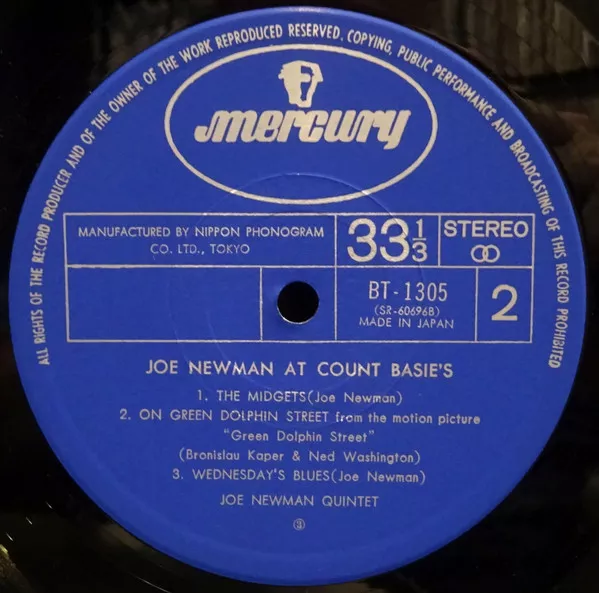 ALL RIGHTS OF THE RECORD PRODUCER AND OF THE OWNER OF THE WORK REPRODUCED RESERVED. COPYING, PUBLIC PERFORMANCE AND BROADCASTING OF THIS RECORD PROHIBITED
mercury
MANUFACTURED BY NIPPON PHONOGRAM
CO. LTD., TOKYO
33 1/3
STEREO
BT-1305
(SR-60696B)
MADE IN JAPAN
2
JOE NEWMAN AT COUNT BASIE'S
1. THE MIDGETS(Joe Newman)
2. ON GREEN DOLPHIN STREET from the motion picture
"Green Dolphin Street"
(Bronislau Kaper & Ned Washington)
3. WEDNESDAY'S BLUES(Joe Newman)
JOE NEWMAN QUINTET